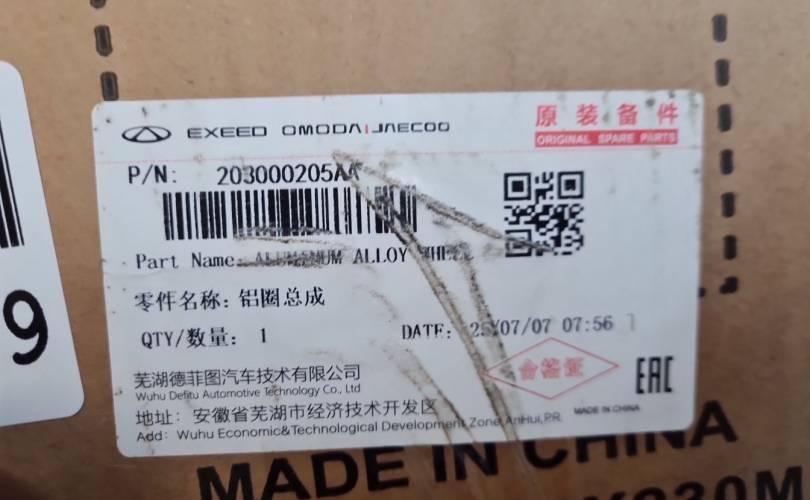 EXEED OMODA | JAECOO
原装备件
ORIGINAL SPARE PARTS
P/N: 203000205AA
Part Name: ALUMINUM ALLOY WHEEL
零件名称: 铝圈总成
QTY/数量: 1
DATE: 25/07/07 07:56
合格证
芜湖德菲图汽车技术有限公司
Wuhu Defitu Automotive Technology Co., Ltd
EAC
地址: 安徽省芜湖市经济技术开发区
MADE IN CHINA
Add: Wuhu Economic&Technological Development Zone,AnHui,P.R.
9
MADE IN CHINA